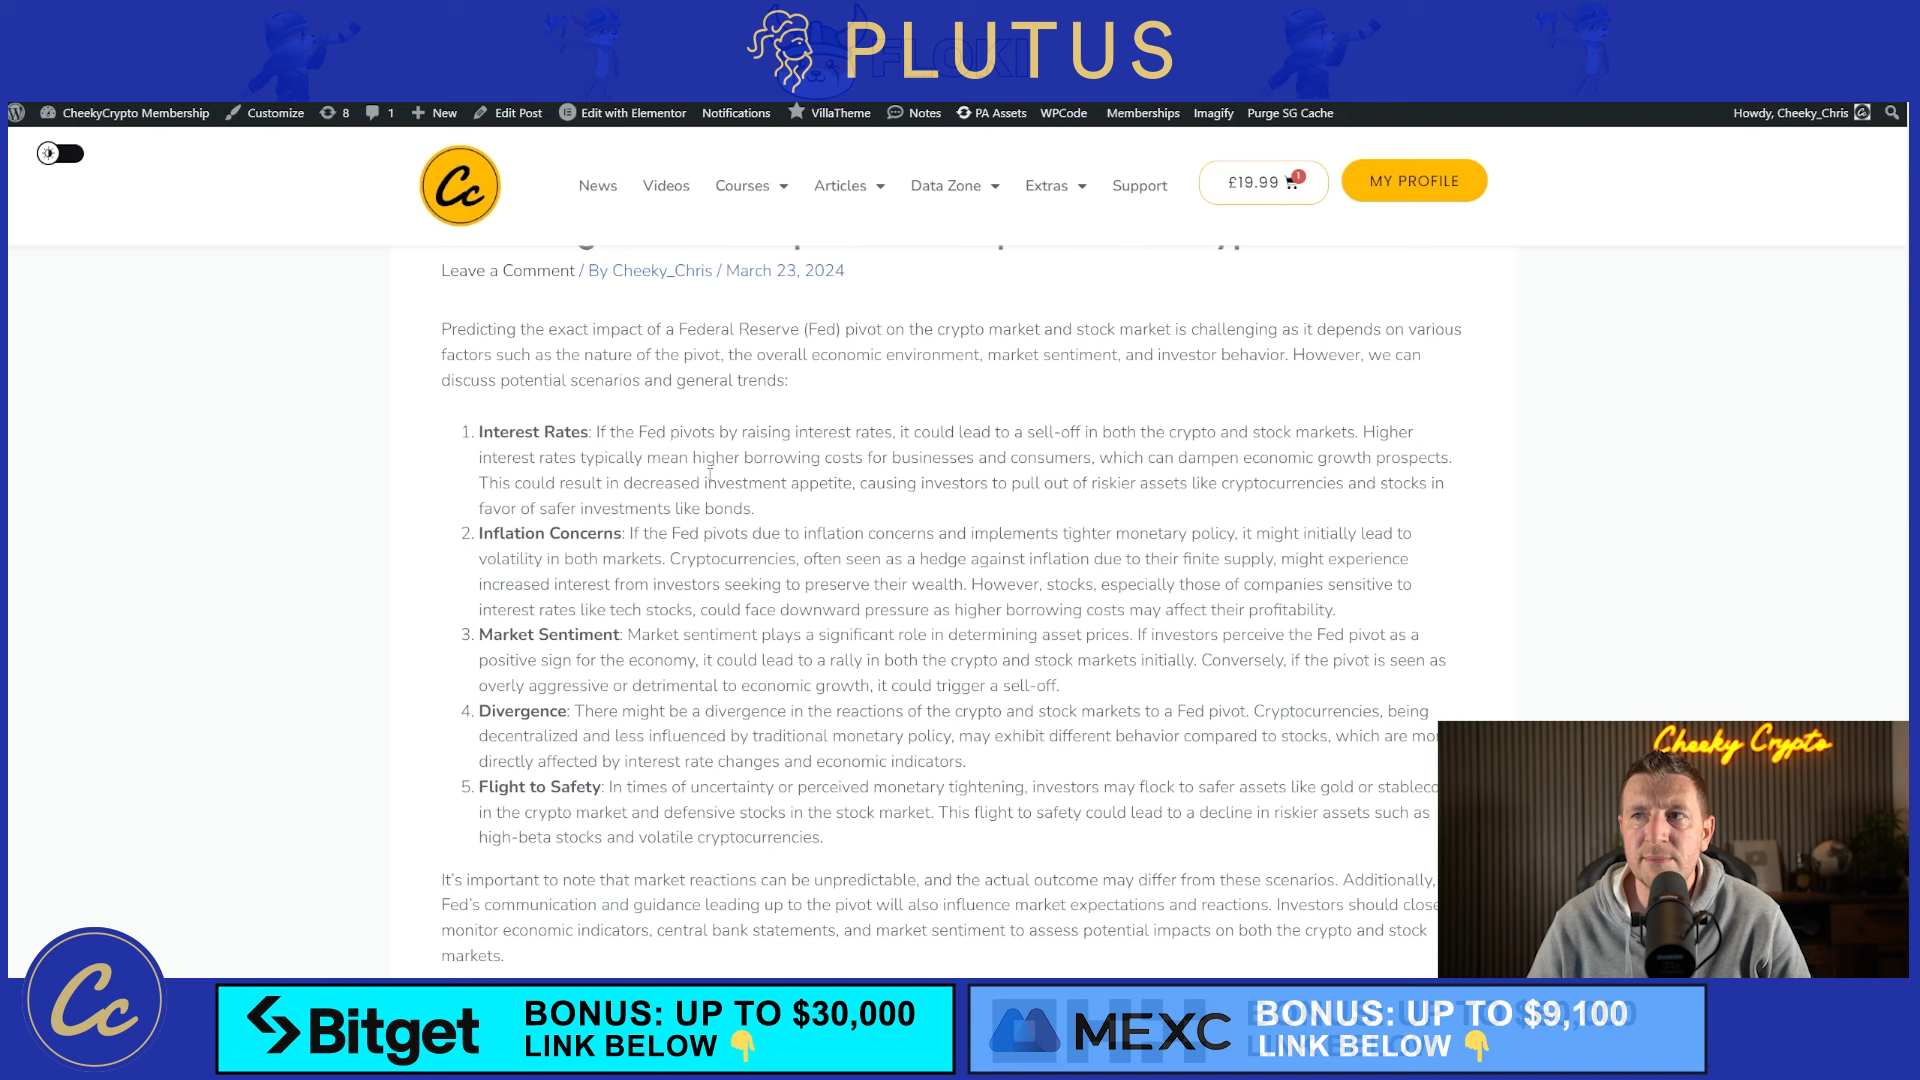 PLUTUS
CheekyCrypto Membership Customize 8 1 New Edit Post Edit with Elementor Notifications VillaTheme Notes PA Assets WPCode Memberships Imagify Purge SG Cache Howdy, Cheeky_Chris
Cc
News Videos Courses Articles Data Zone Extras Support £19.99 1 MY PROFILE
Leave a Comment / By Cheeky_Chris / March 23, 2024
Predicting the exact impact of a Federal Reserve (Fed) pivot on the crypto market and stock market is challenging as it depends on various
factors such as the nature of the pivot, the overall economic environment, market sentiment, and investor behavior. However, we can
discuss potential scenarios and general trends:
1. Interest Rates: If the Fed pivots by raising interest rates, it could lead to a sell-off in both the crypto and stock markets. Higher
interest rates typically mean higher borrowing costs for businesses and consumers, which can dampen economic growth prospects.
This could result in decreased investment appetite, causing investors to pull out of riskier assets like cryptocurrencies and stocks in
favor of safer investments like bonds.
2. Inflation Concerns: If the Fed pivots due to inflation concerns and implements tighter monetary policy, it might initially lead to
volatility in both markets. Cryptocurrencies, often seen as a hedge against inflation due to their finite supply, might experience
increased interest from investors seeking to preserve their wealth. However, stocks, especially those of companies sensitive to
interest rates like tech stocks, could face downward pressure as higher borrowing costs may affect their profitability.
3. Market Sentiment: Market sentiment plays a significant role in determining asset prices. If investors perceive the Fed pivot as a
positive sign for the economy, it could lead to a rally in both the crypto and stock markets initially. Conversely, if the pivot is seen as
overly aggressive or detrimental to economic growth, it could trigger a sell-off.
4. Divergence: There might be a divergence in the reactions of the crypto and stock markets to a Fed pivot. Cryptocurrencies, being
decentralized and less influenced by traditional monetary policy, may exhibit different behavior compared to stocks, which are mo
directly affected by interest rate changes and economic indicators.
5. Flight to Safety: In times of uncertainty or perceived monetary tightening, investors may flock to safer assets like gold or stableco
in the crypto market and defensive stocks in the stock market. This flight to safety could lead to a decline in riskier assets such as
high-beta stocks and volatile cryptocurrencies.
It's important to note that market reactions can be unpredictable, and the actual outcome may differ from these scenarios. Additionally,
Fed's communication and guidance leading up to the pivot will also influence market expectations and reactions. Investors should close
monitor economic indicators, central bank statements, and market sentiment to assess potential impacts on both the crypto and stock
markets.
Cheeky Crypto
Cc
Bitget BONUS: UP TO $30,000
LINK BELOW
MEXC BONUS: UP TO $9,100
LINK BELOW